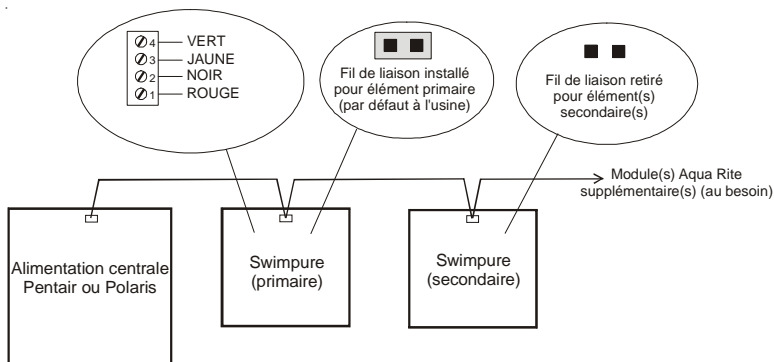 4 VERT
3 JAUNE
2 NOIR
1 ROUGE
Fil de liaison installé
pour élément primaire
(par défaut à l'usine)
Fil de liaison retiré
pour élément(s)
secondaire(s)
Module(s) Aqua Rite
supplémentaire(s) (au besoin)
Alimentation centrale
Pentair ou Polaris
Swimpure
(primaire)
Swimpure
(secondaire)